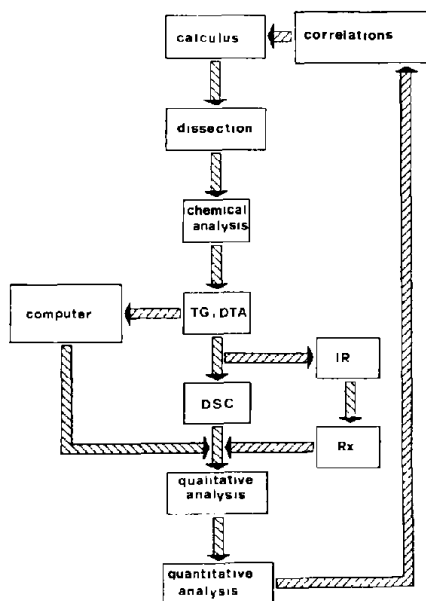 calculus
correlations
dissection
chemical
analysis
computer
TG, DTA
IR
DSC
Rx
qualitative
analysis
quantitative
analysis